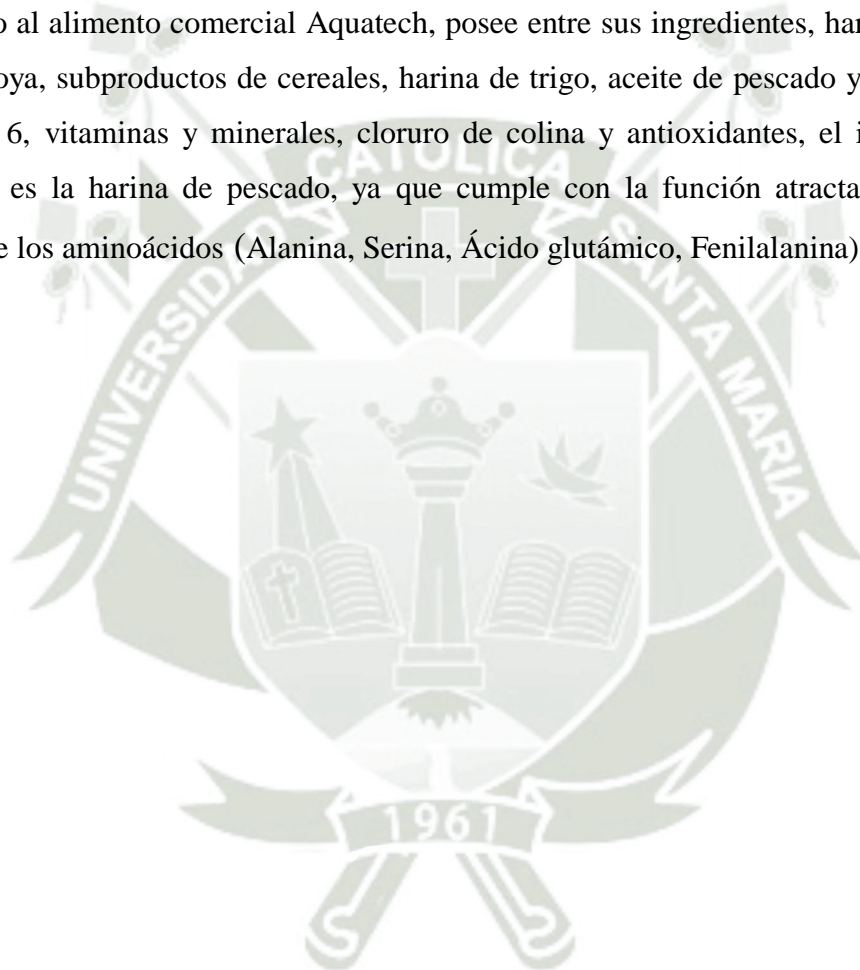 o al alimento comercial Aquatech, posee entre sus ingredientes, har
oya, subproductos de cereales, harina de trigo, aceite de pescado y
6, vitaminas y minerales, cloruro de colina y antioxidantes, el i
es la harina de pescado, ya que cumple con la función atracta
e los aminoácidos (Alanina, Serina, Ácido glutámico, Fenilalanina)
UNIVERSIDAD CATOLICA SANTA MARIA
1961